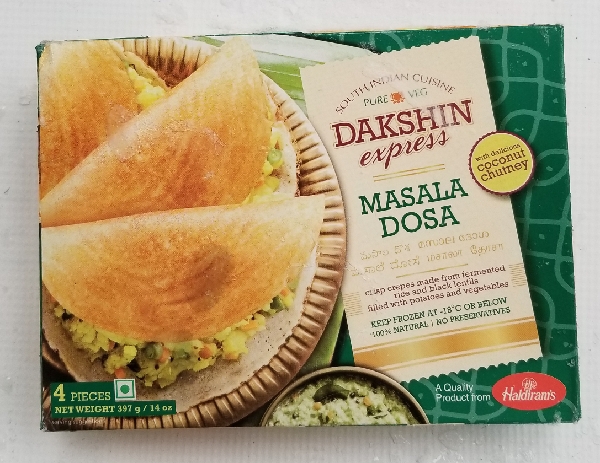 SOUTH INDIAN CUISINE
PURE VEG
DAKSHIN
express
with delicious
coconut
chutney
MASALA
DOSA
crisp crepes made from fermented
rice and black lentils
filled with potatoes and vegetables
KEEP FROZEN AT -18°C OR BELOW
100% NATURAL / NO PRESERVATIVES
4 PIECES
NET WEIGHT 397 g / 14 oz
serving suggestion
A Quality
Product from
Haldiram's